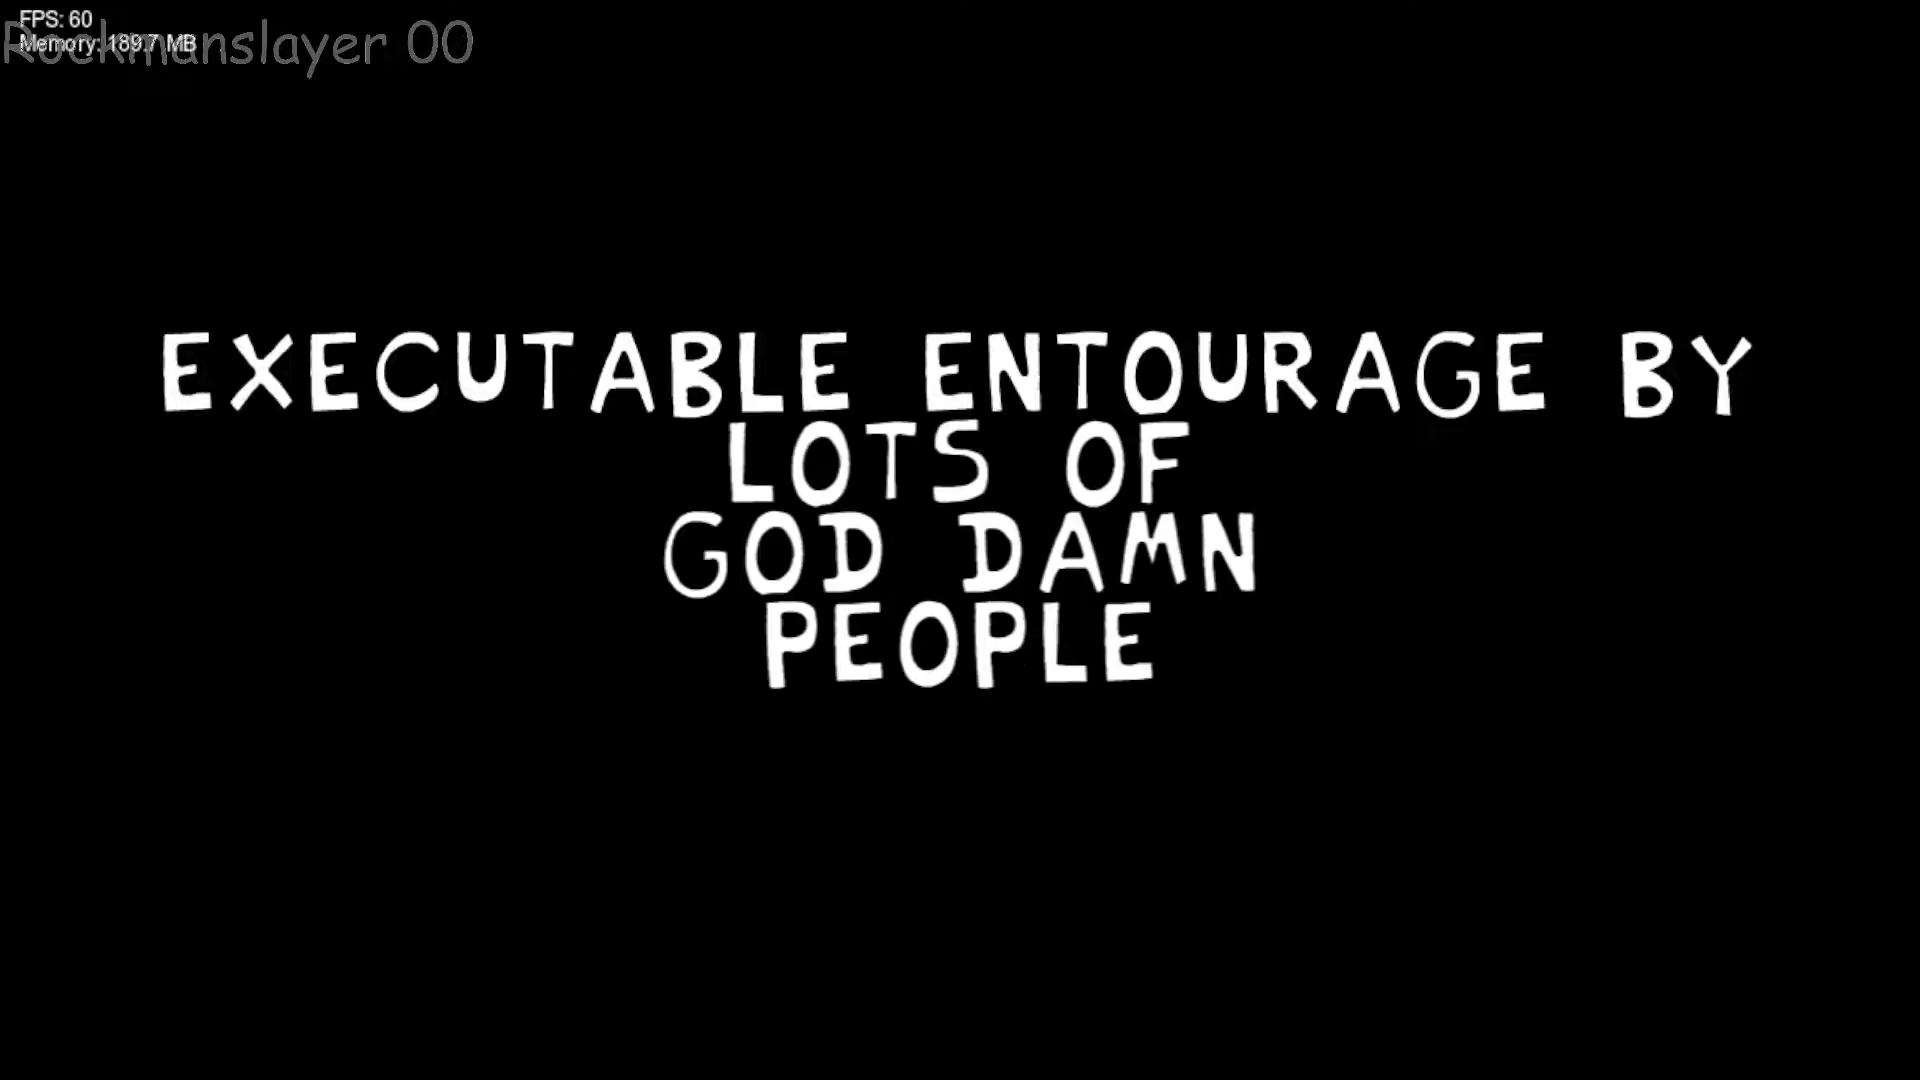 FPS: 60
Memory: 189.7 MB
Rockmanslayer 00
EXECUTABLE ENTOURAGE BY
LOTS OF
GOD DAMN
PEOPLE